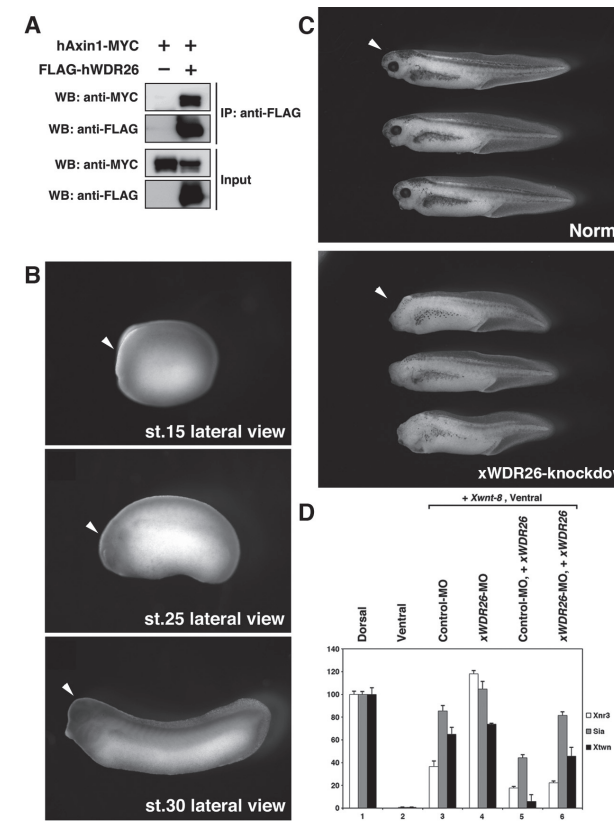 A
hAxin1-MYC + +
FLAG-hWDR26 − +
WB: anti-MYC
WB: anti-FLAG
IP: anti-FLAG
WB: anti-MYC
WB: anti-FLAG
Input
B
st.15 lateral view
st.25 lateral view
st.30 lateral view
C
Norm
xWDR26-knockdow
D
+ Xwnt-8 , Ventral
Dorsal
Ventral
Control-MO
xWDR26-MO
Control-MO, + xWDR26
xWDR26-MO, + xWDR26
140
120
100
80
60
40
20
0
1 2 3 4 5 6
Xnr3
Sia
Xtwn